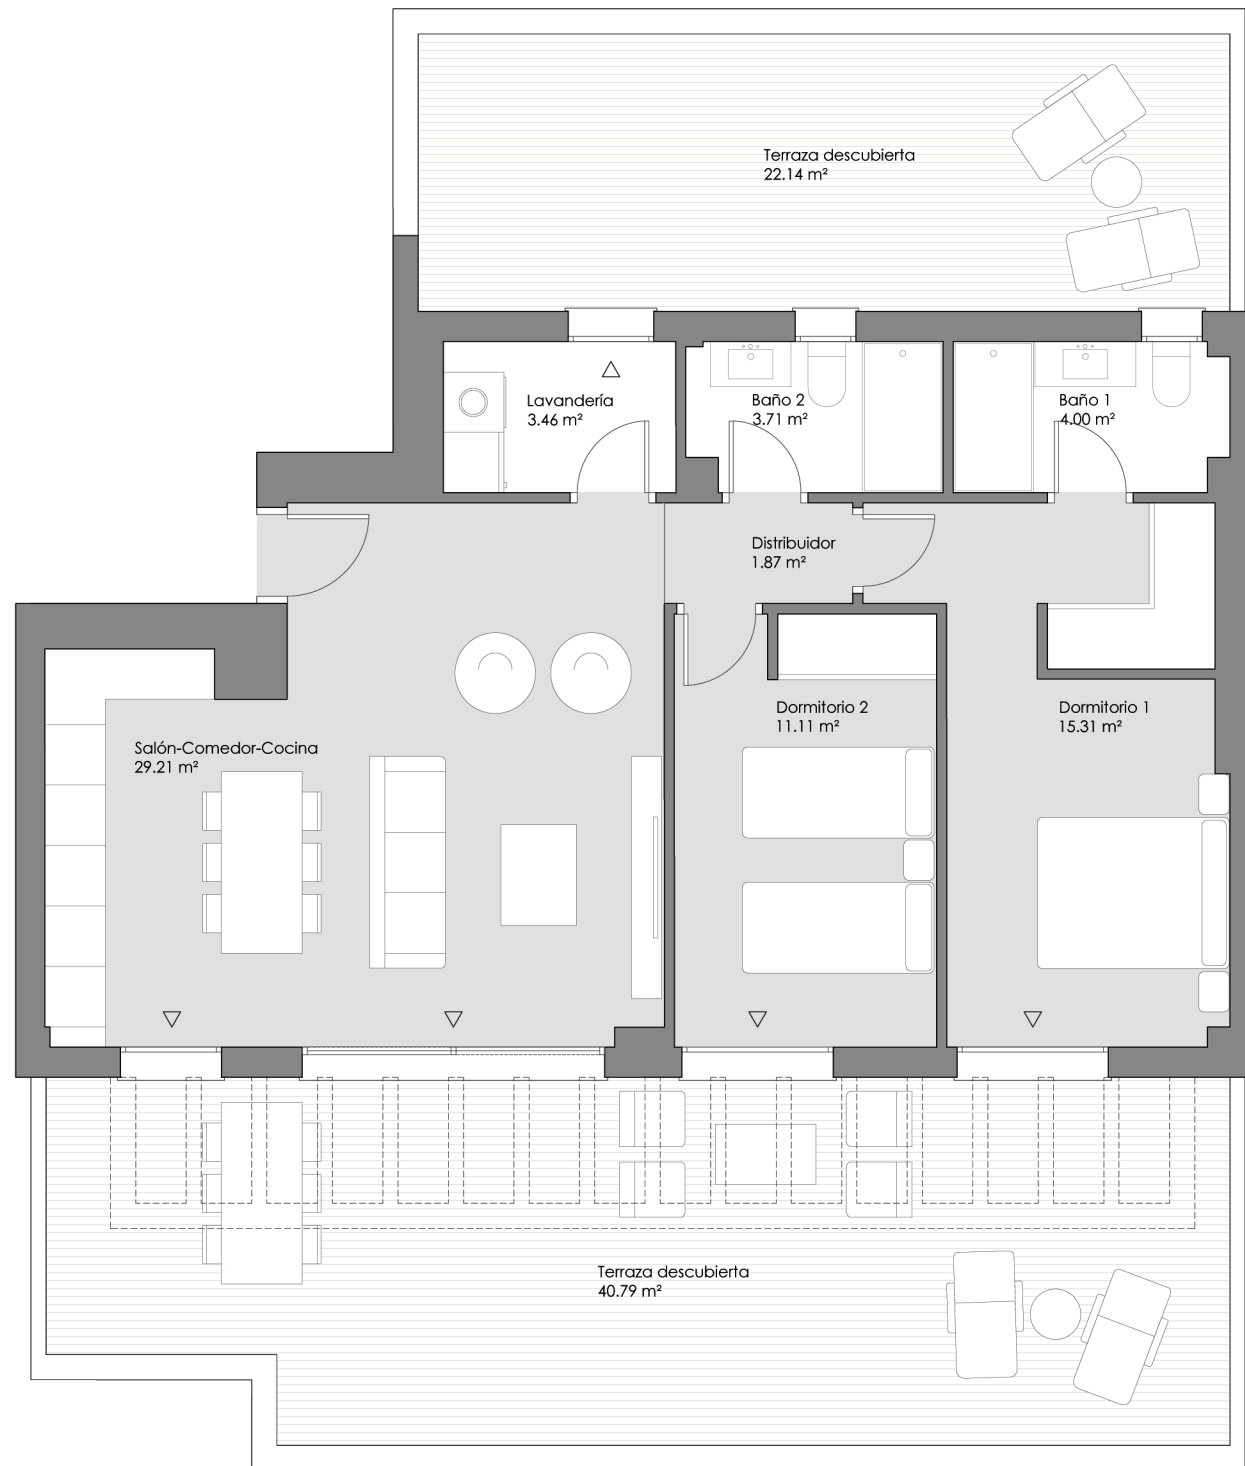 Terraza descubierta
22.14 m²
Lavandería
3.46 m²
Baño 2
3.71 m²
Baño 1
4.00 m²
Distribuidor
1.87 m²
Salón-Comedor-Cocina
29.21 m²
Dormitorio 2
11.11 m²
Dormitorio 1
15.31 m²
Terraza descubierta
40.79 m²